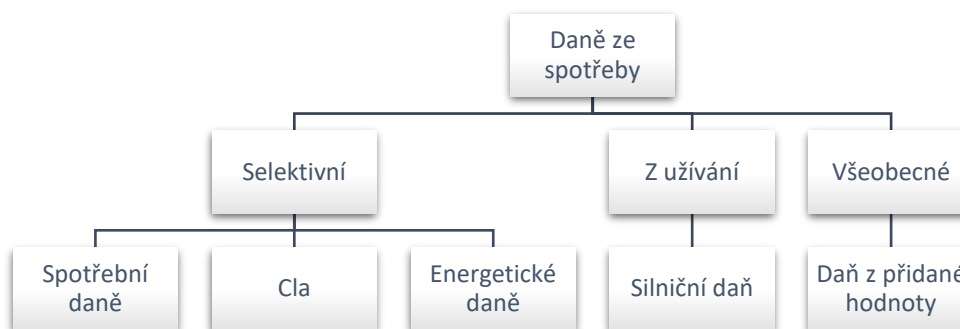 Daně ze
spotřeby
Selektivní
Z užívání
Všeobecné
Spotřební
daně
Cla
Energetické
daně
Silniční daň
Daň z přidané
hodnoty